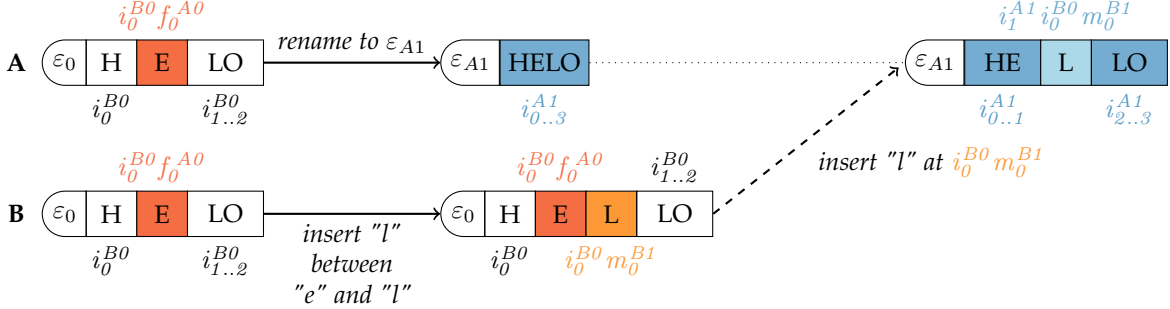 i_0^{B0} f_0^{A0}
i_1^{A1} i_0^{B0} m_0^{B1}
A ε_0 H E LO rename to ε_{A1} ε_{A1} HELO ε_{A1} HE L LO
i_0^{B0} i_{1..2}^{B0} i_{0..3}^{A1} i_{0..1}^{A1} i_{2..3}^{A1}
i_0^{B0} f_0^{A0} i_0^{B0} f_0^{A0} i_{1..2}^{B0} insert "l" at i_0^{B0} m_0^{B1}
B ε_0 H E LO ε_0 H E L LO
i_0^{B0} i_{1..2}^{B0} insert "l" i_0^{B0} i_0^{B0} m_0^{B1}
between
"e" and "l"